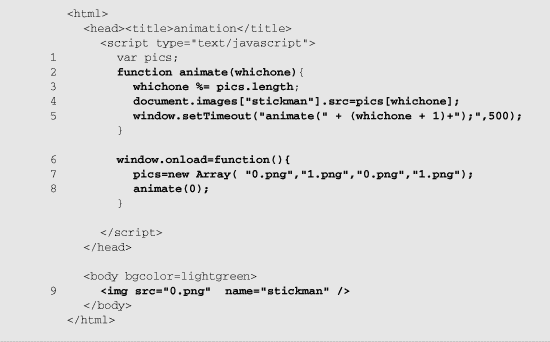 <html>
<head><title>animation</title>
<script type="text/javascript">
1 var pics;
2 function animate(whichone){
3 whichone %= pics.length;
4 document.images["stickman"].src=pics[whichone];
5 window.setTimeout("animate(" + (whichone + 1)+");",500);
}
6 window.onload=function(){
7 pics=new Array( "0.png","1.png","0.png","1.png");
8 animate(0);
}
</script>
</head>
<body bgcolor=lightgreen>
9 <img src="0.png" name="stickman" />
</body>
</html>